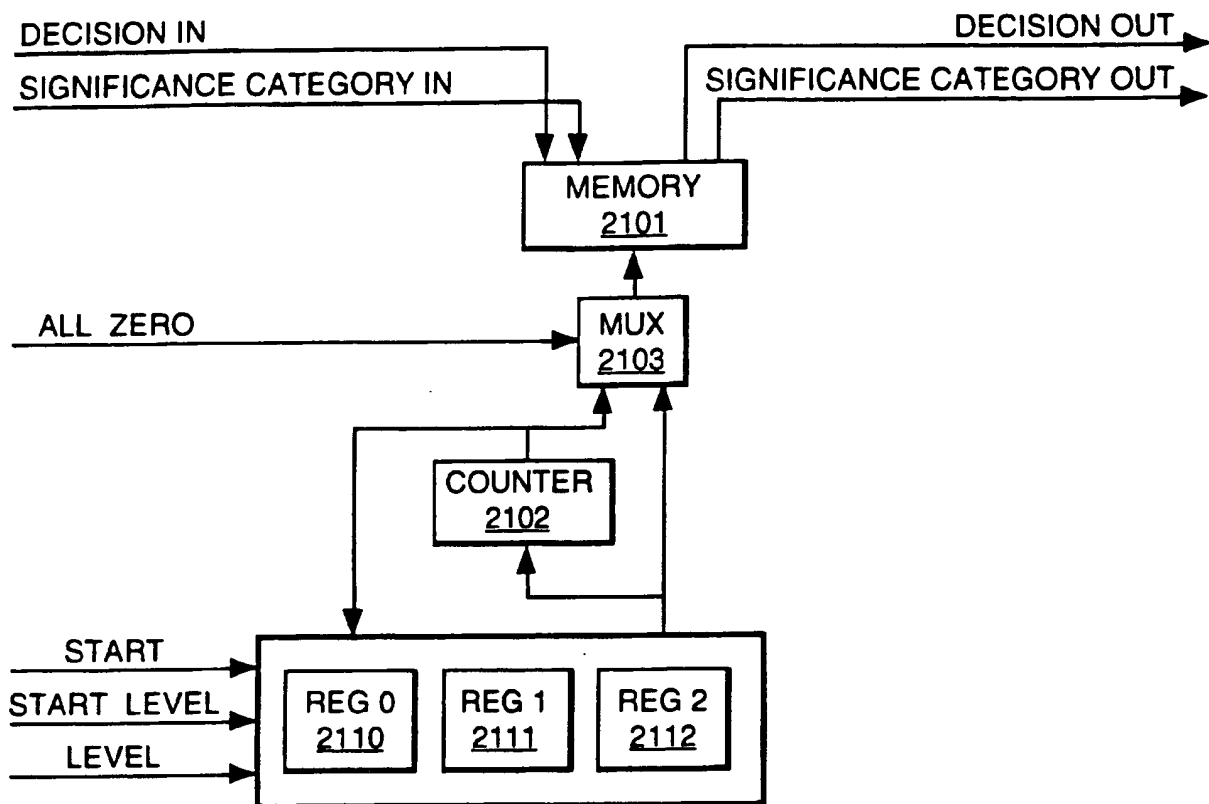 DECISION IN
DECISION OUT
SIGNIFICANCE CATEGORY IN
SIGNIFICANCE CATEGORY OUT
MEMORY
2101
ALL ZERO
MUX
2103
COUNTER
2102
START
START LEVEL
LEVEL
REG 0
2110
REG 1
2111
REG 2
2112